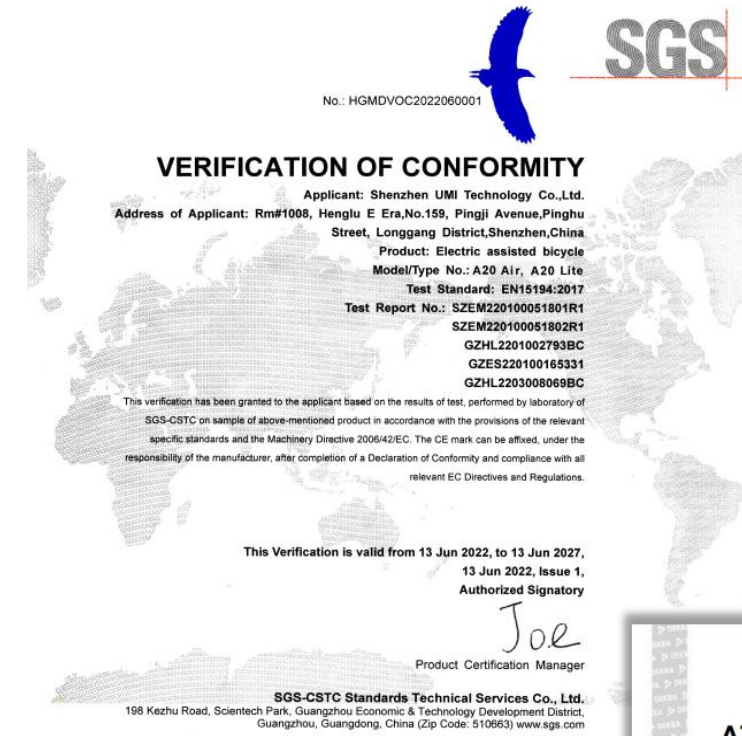 SGS
No.: HGMDVOC2022060001
VERIFICATION OF CONFORMITY
Applicant: Shenzhen UMI Technology Co.,Ltd.
Address of Applicant: Rm#1008, Henglu E Era,No.159, Pingji Avenue,Pinghu
Street, Longgang District,Shenzhen,China
Product: Electric assisted bicycle
Model/Type No.: A20 Air, A20 Lite
Test Standard: EN15194:2017
Test Report No.: SZEM220100051801R1
SZEM220100051802R1
GZHL2201002793BC
GZES220100165331
GZHL2203008069BC
This verification has been granted to the applicant based on the results of test, performed by laboratory of
SGS-CSTC on sample of above-mentioned product in accordance with the provisions of the relevant
specific standards and the Machinery Directive 2006/42/EC. The CE mark can be affixed, under the
responsibility of the manufacturer, after completion of a Declaration of Conformity and compliance with all
relevant EC Directives and Regulations.
This Verification is valid from 13 Jun 2022, to 13 Jun 2027,
13 Jun 2022, Issue 1,
Authorized Signatory
Joe
Product Certification Manager
SGS-CSTC Standards Technical Services Co., Ltd.
198 Kezhu Road, Scientech Park, Guangzhou Economic & Technology Development District,
Guangzhou, Guangdong, China (Zip Code: 510663) www.sgs.com
DEKRA